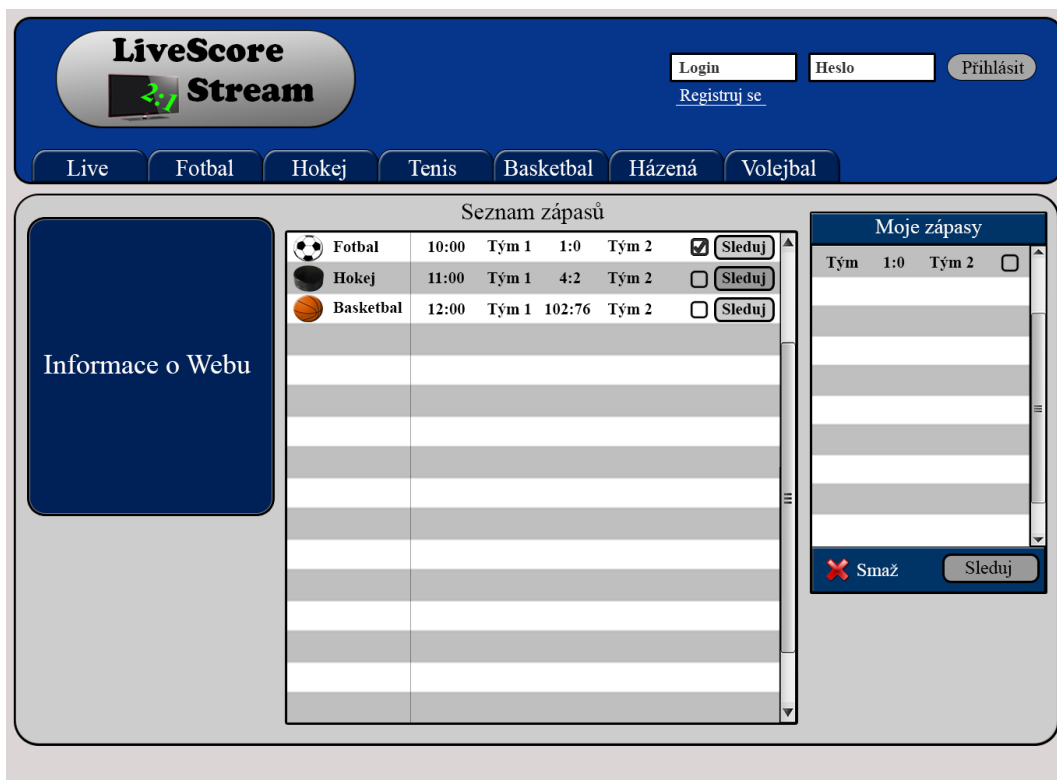 LiveScore
Stream
2:1
Login Heslo Přihlásit
Registruj se
Live Fotbal Hokej Tenis Basketbal Házená Volejbal
Seznam zápasů
Fotbal 10:00 Tým 1 1:0 Tým 2 Sleduj
Hokej 11:00 Tým 1 4:2 Tým 2 Sleduj
Basketbal 12:00 Tým 1 102:76 Tým 2 Sleduj
Informace o Webu
Moje zápasy
Tým 1:0 Tým 2
Smaž Sleduj